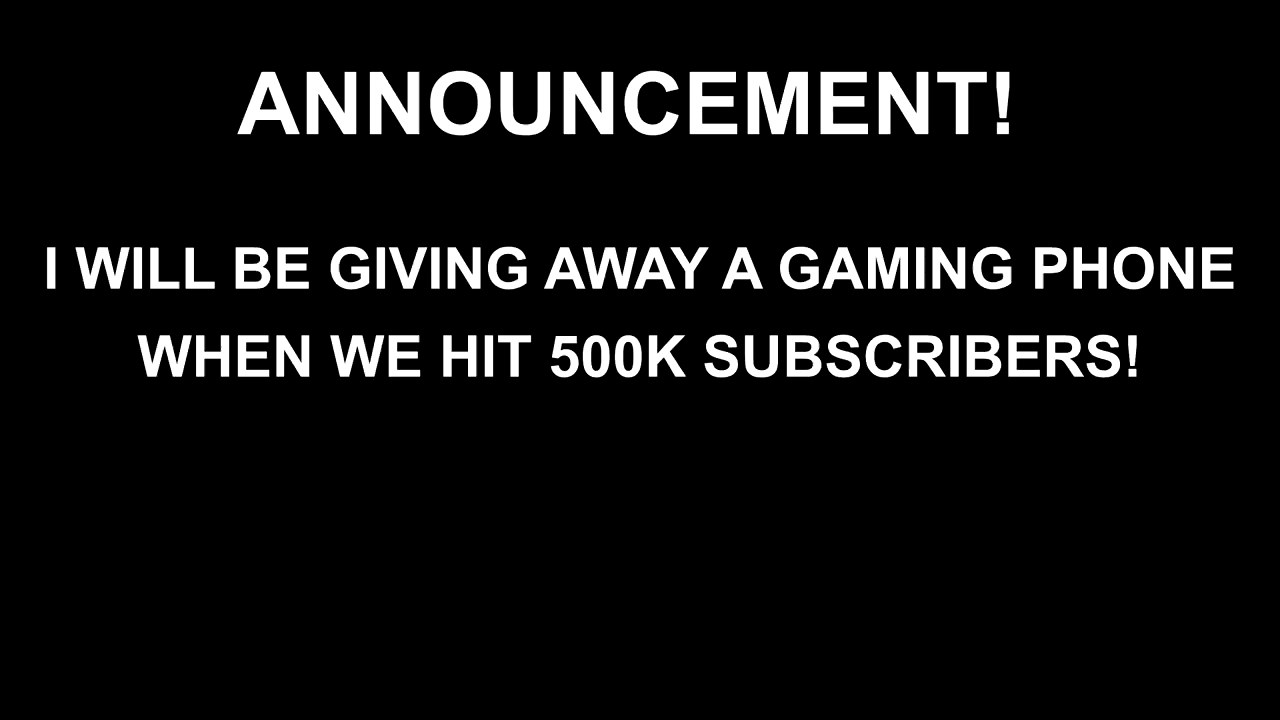 ANNOUNCEMENT!
I WILL BE GIVING AWAY A GAMING PHONE
WHEN WE HIT 500K SUBSCRIBERS!